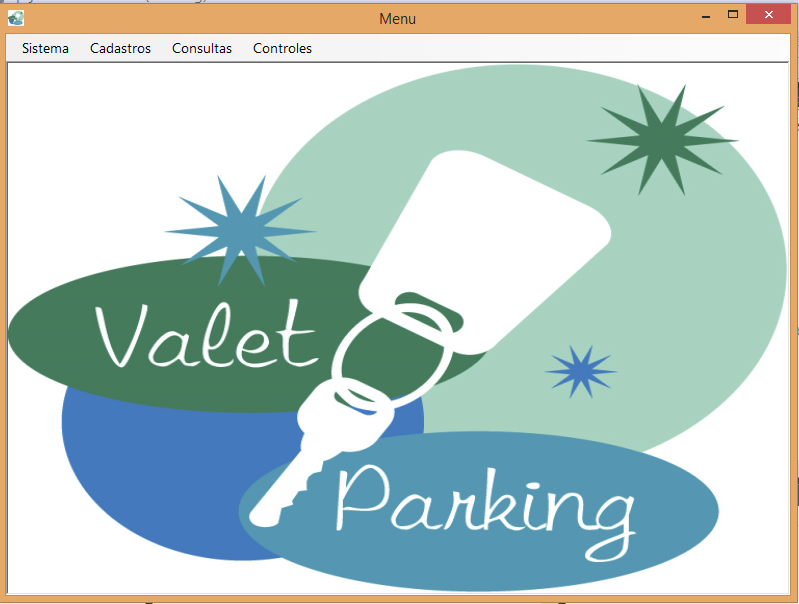 Menu
Sistema Cadastros Consultas Controles
Valet
Parking